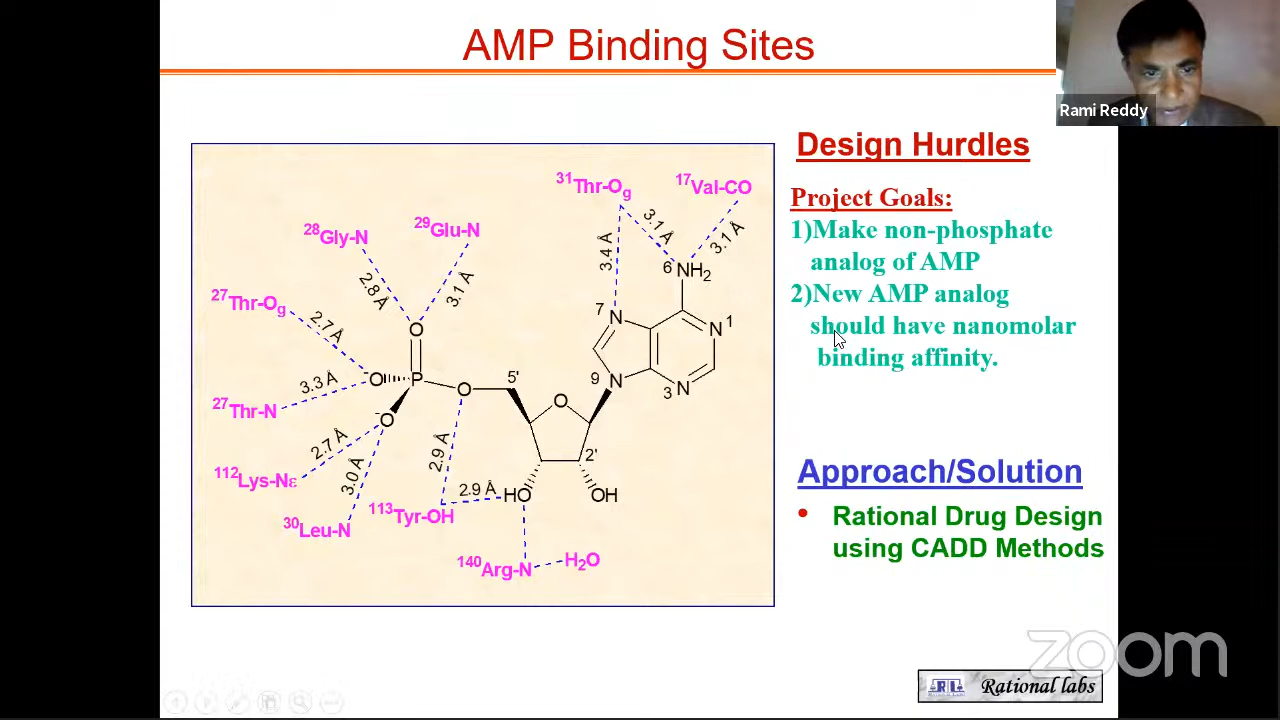 AMP Binding Sites
Rami Reddy
Design Hurdles
Project Goals:
1)Make non-phosphate
analog of AMP
2)New AMP analog
should have nanomolar
binding affinity.
Approach/Solution
• Rational Drug Design
using CADD Methods
31Thr-Og
17Val-CO
3.1 Å
3.1 Å
3.4 Å
28Gly-N
29Glu-N
2.8 Å
3.1 Å
6 NH2
27Thr-Og
2.7 Å
7 N
N 1
O
-O
P
O
5'
9 N
3 N
3.3 Å
27Thr-N
-O
O
2.7 Å
2.9 Å
2'
112Lys-Nε
3.0 Å
2.9 Å
HO
OH
30Leu-N
113Tyr-OH
140Arg-N
H2O
zoom
RL
Rational labs